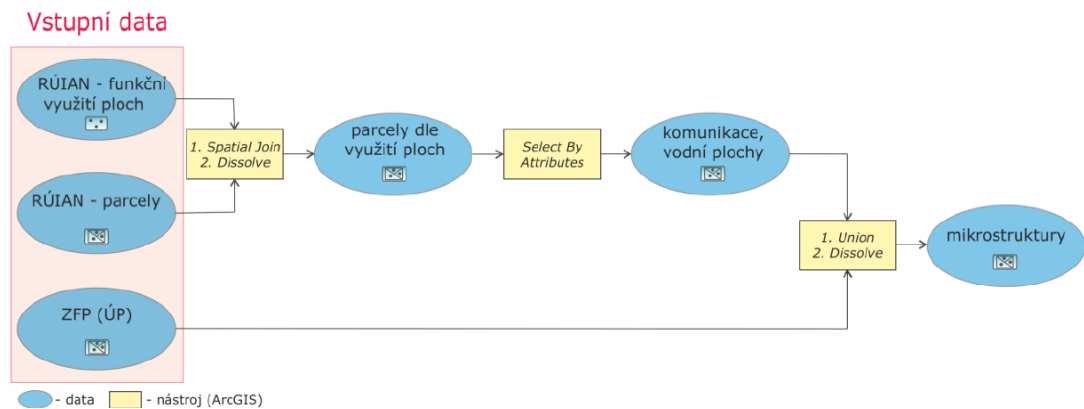 Vstupní data
RÚIAN - funkční
využití ploch
1. Spatial Join
2. Dissolve
parcely dle
využití ploch
Select By
Attributes
komunikace,
vodní plochy
RÚIAN - parcely
1. Union
2. Dissolve
mikrostruktury
ZFP (ÚP)
- data
- nástroj (ArcGIS)